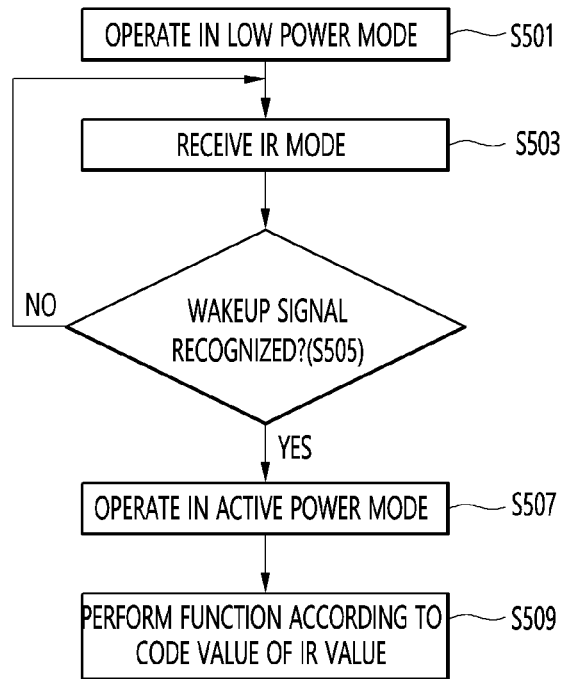 OPERATE IN LOW POWER MODE
S501
RECEIVE IR MODE
S503
WAKEUP SIGNAL
RECOGNIZED?(S505)
NO
YES
OPERATE IN ACTIVE POWER MODE
S507
PERFORM FUNCTION ACCORDING TO
CODE VALUE OF IR VALUE
S509